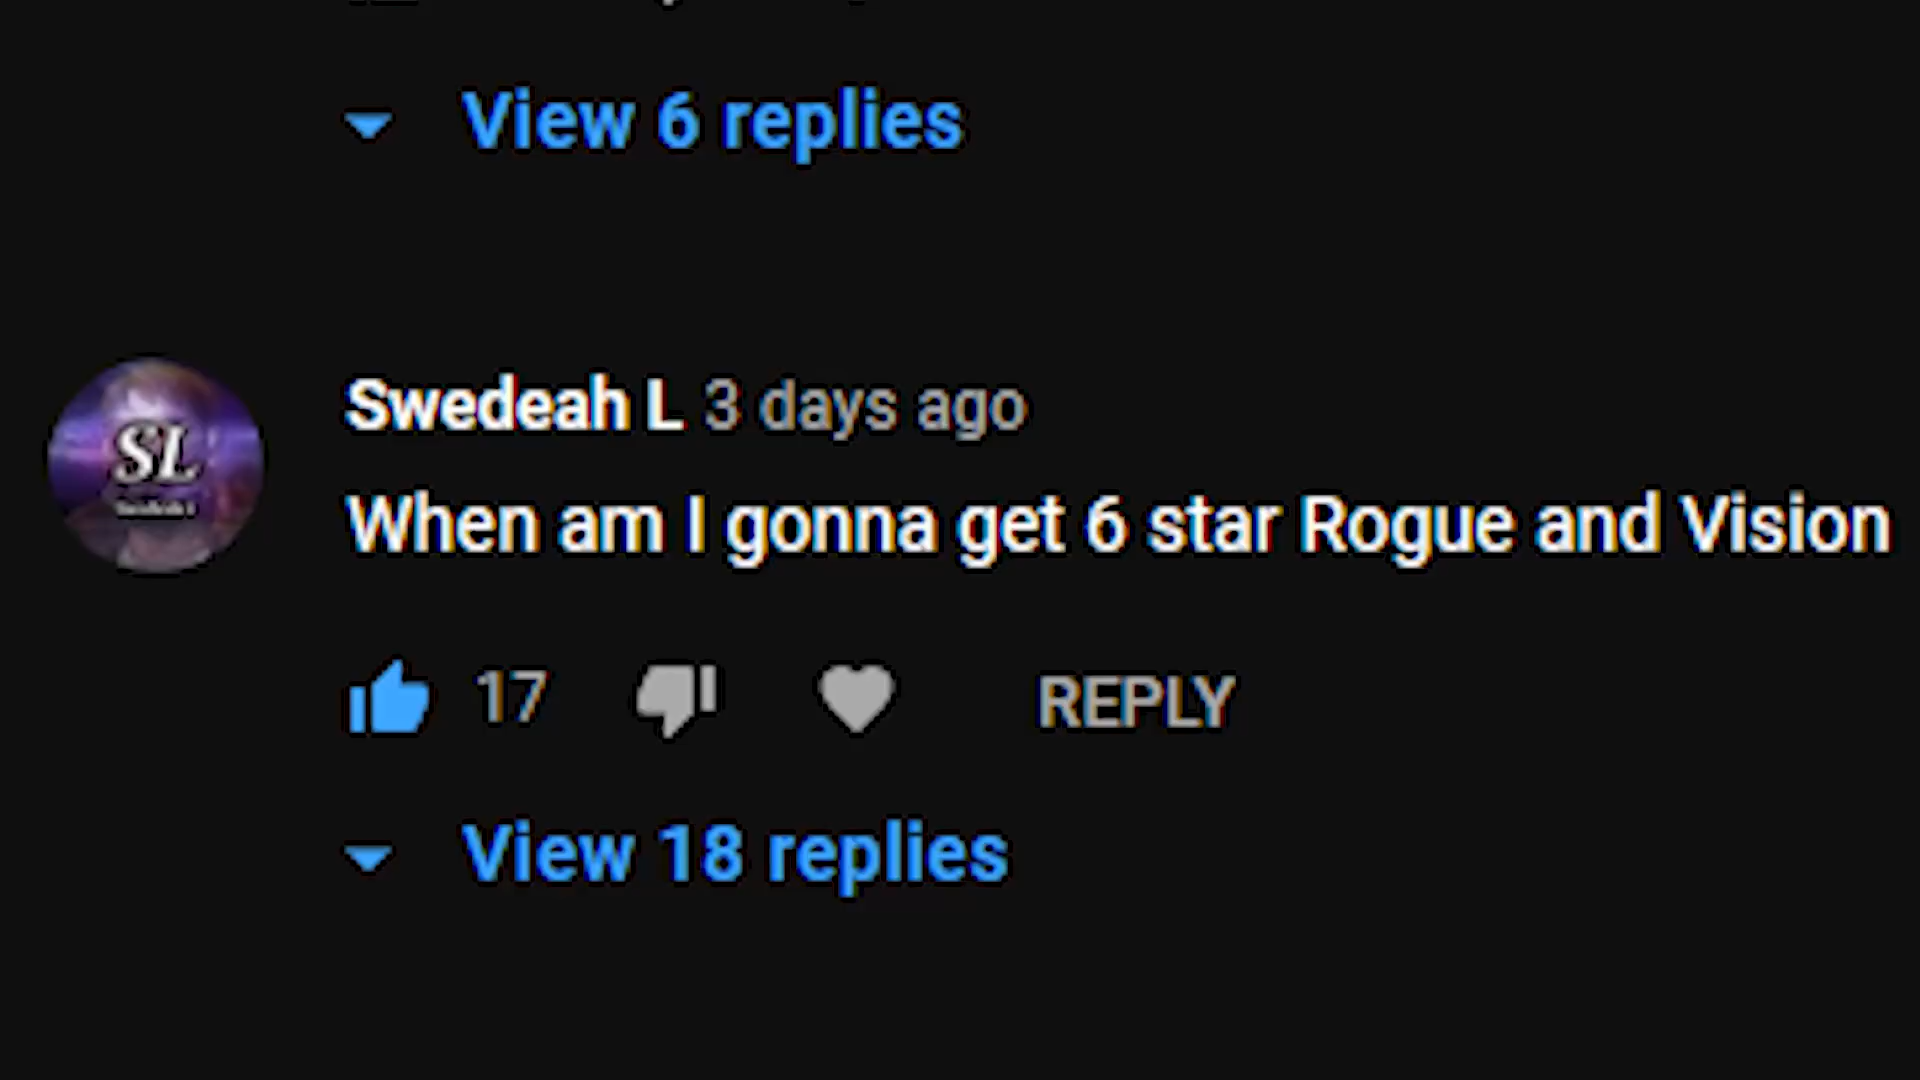 View 6 replies
Swedeah L 3 days ago
SL
When am I gonna get 6 star Rogue and Vision
17
REPLY
View 18 replies